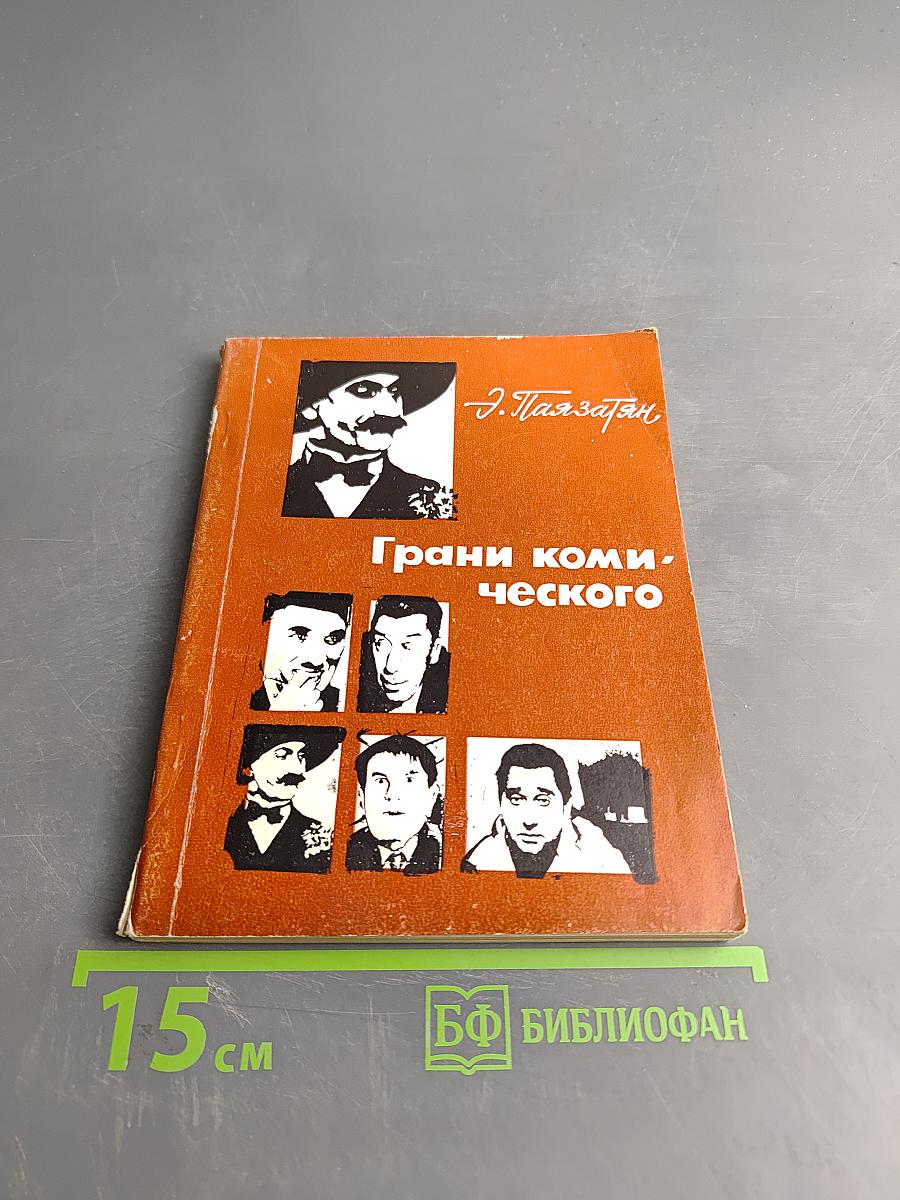 Э. Паязатян
Грани коми-
ческого
15 см
БФ БИБЛИОФАН